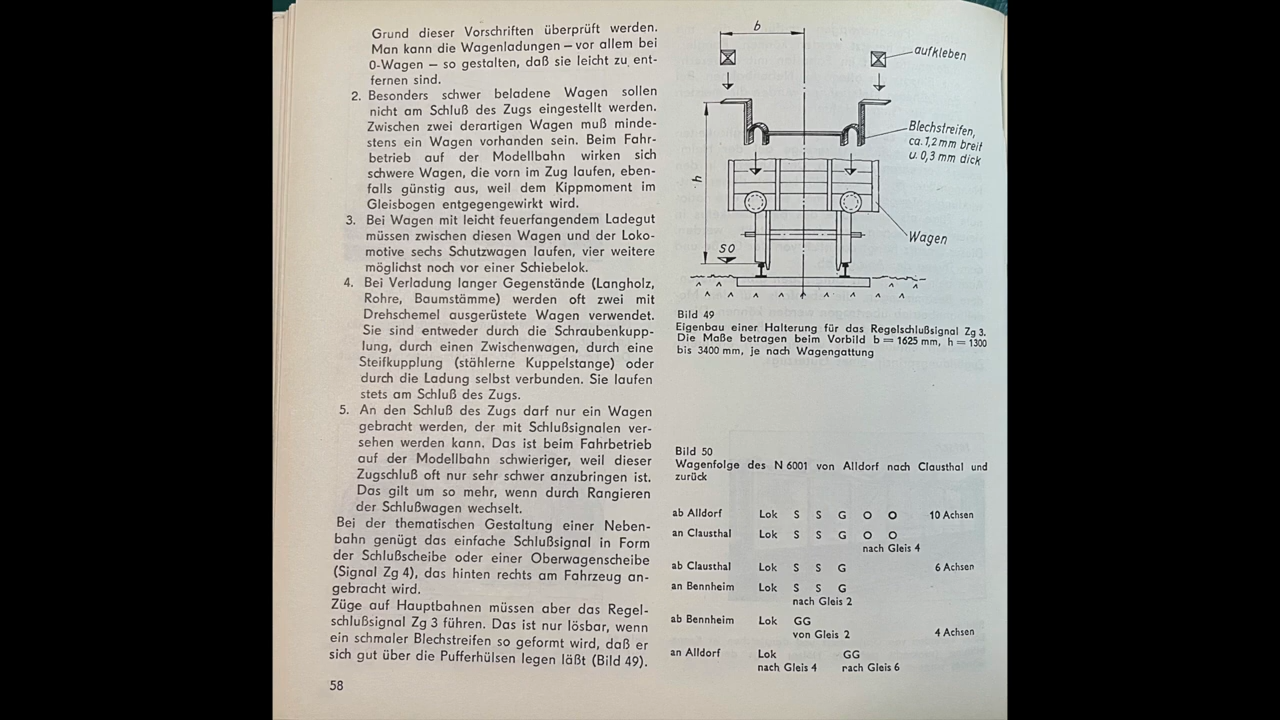 Grund dieser Vorschriften überprüft werden.
Man kann die Wagenladungen – vor allem bei
0-Wagen – so gestalten, daß sie leicht zu ent-
fernen sind.
2. Besonders schwer beladene Wagen sollen
nicht am Schluß des Zugs eingestellt werden.
Zwischen zwei derartigen Wagen muß minde-
stens ein Wagen vorhanden sein. Beim Fahr-
betrieb auf der Modellbahn wirken sich
schwere Wagen, die vorn im Zug laufen, eben-
falls günstig aus, weil dem Kippmoment im
Gleisbogen entgegengewirkt wird.
3. Bei Wagen mit leicht feuerfangendem Ladegut
müssen zwischen diesen Wagen und der Loko-
motive sechs Schutzwagen laufen, vier weitere
möglichst noch vor einer Schiebelok.
4. Bei Verladung langer Gegenstände (Langholz,
Rohre, Baumstämme) werden oft zwei mit
Drehschemel ausgerüstete Wagen verwendet.
Sie sind entweder durch die Schraubenkupp-
lung, durch einen Zwischenwagen, durch eine
Steifkupplung (stählerne Kuppelstange) oder
durch die Ladung selbst verbunden. Sie laufen
stets am Schluß des Zugs.
5. An den Schluß des Zugs darf nur ein Wagen
gebracht werden, der mit Schlußsignalen ver-
sehen werden kann. Das ist beim Fahrbetrieb
auf der Modellbahn schwieriger, weil dieser
Zugschluß oft nur sehr schwer anzubringen ist.
Das gilt um so mehr, wenn durch Rangieren
der Schlußwagen wechselt.
Bei der thematischen Gestaltung einer Neben-
bahn genügt das einfache Schlußsignal in Form
der Schlußscheibe oder einer Oberwagenscheibe
(Signal Zg 4), das hinten rechts am Fahrzeug an-
gebracht wird.
Züge auf Hauptbahnen müssen aber das Regel-
schlußsignal Zg 3 führen. Das ist nur lösbar, wenn
ein schmaler Blechstreifen so geformt wird, daß er
sich gut über die Pufferhülsen legen läßt (Bild 49).
58
b
aufkleben
Blechstreifen,
ca. 1,2 mm breit
u. 0,3 mm dick
h
Wagen
SO
Bild 49
Eigenbau einer Halterung für das Regelschlußsignal Zg 3.
Die Maße betragen beim Vorbild b = 1625 mm, h = 1300
bis 3400 mm, je nach Wagengattung
Bild 50
Wagenfolge des N 6001 von Alldorf nach Clausthal und
zurück
ab Alldorf Lok S S G O O 10 Achsen
an Clausthal Lok S S G O O
nach Gleis 4
ab Clausthal Lok S S G 6 Achsen
an Bennheim Lok S S G
nach Gleis 2
ab Bennheim Lok GG
von Gleis 2 4 Achsen
an Alldorf Lok GG
nach Gleis 4 rach Gleis 6